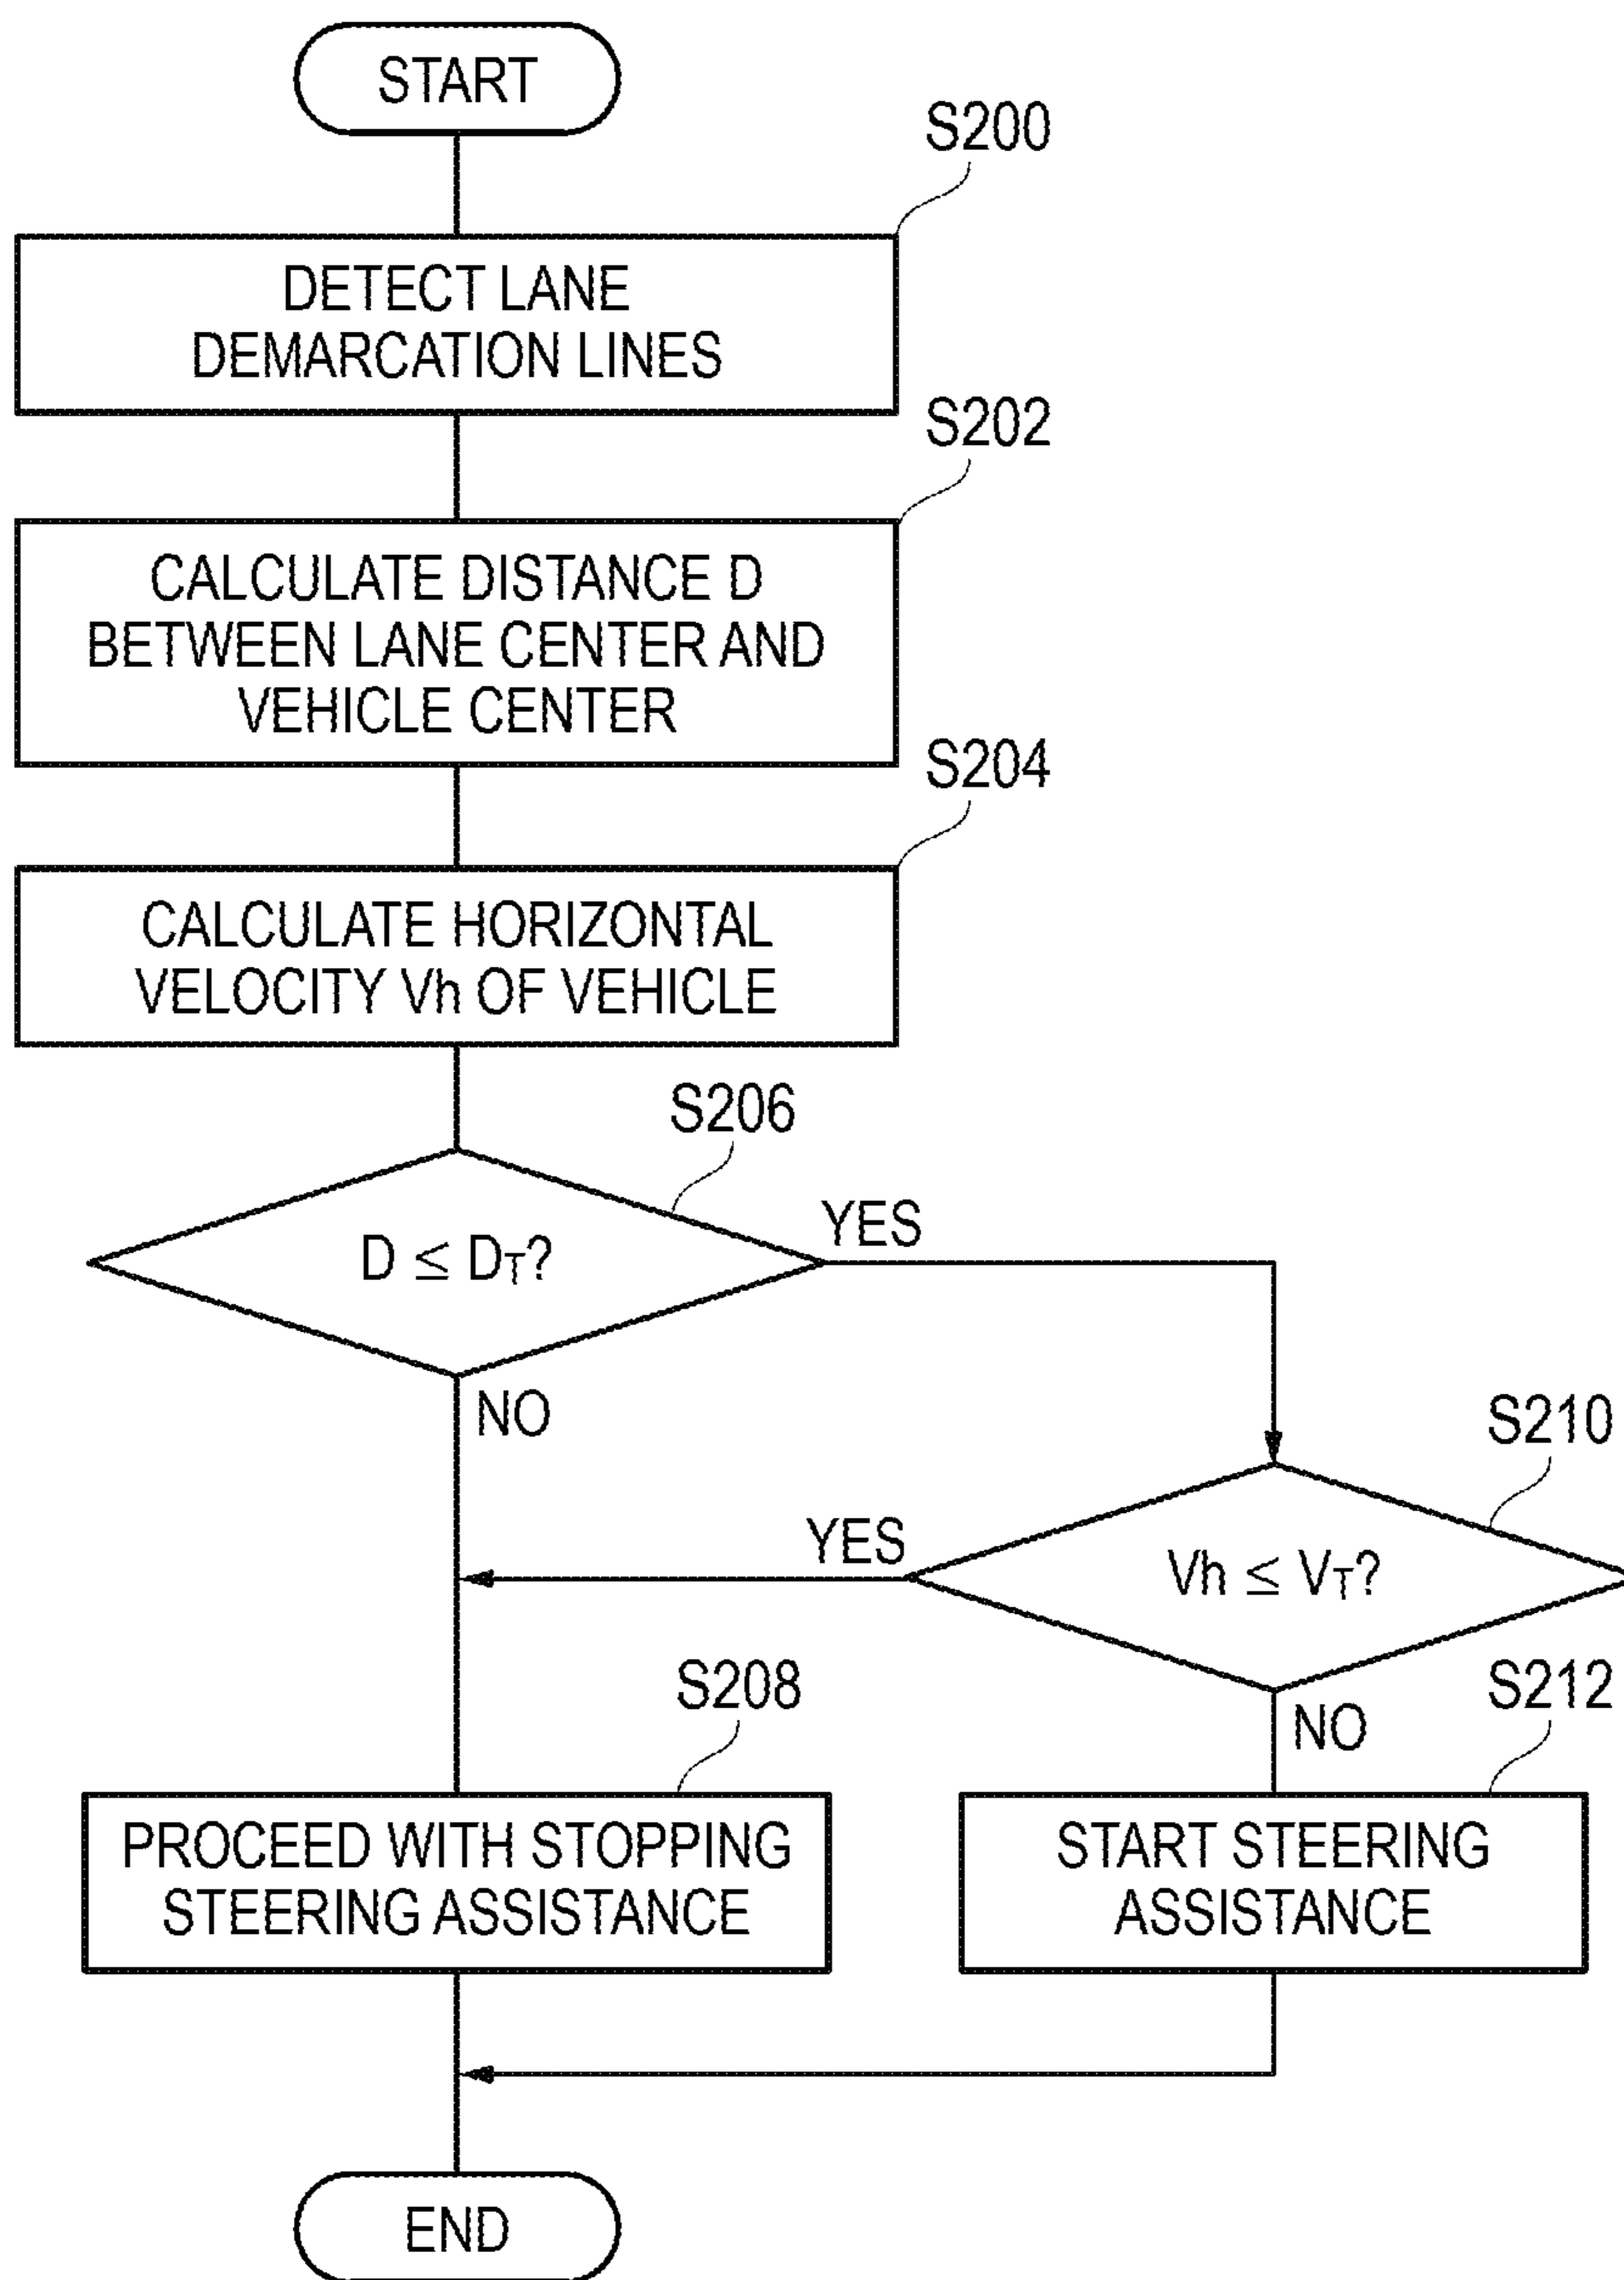 START
S200
DETECT LANE
DEMARCATION LINES
S202
CALCULATE DISTANCE D
BETWEEN LANE CENTER AND
VEHICLE CENTER
S204
CALCULATE HORIZONTAL
VELOCITY Vh OF VEHICLE
S206
D ≤ DT?
YES
NO
S210
Vh ≤ VT?
YES
NO
S208
PROCEED WITH STOPPING
STEERING ASSISTANCE
S212
START STEERING
ASSISTANCE
END